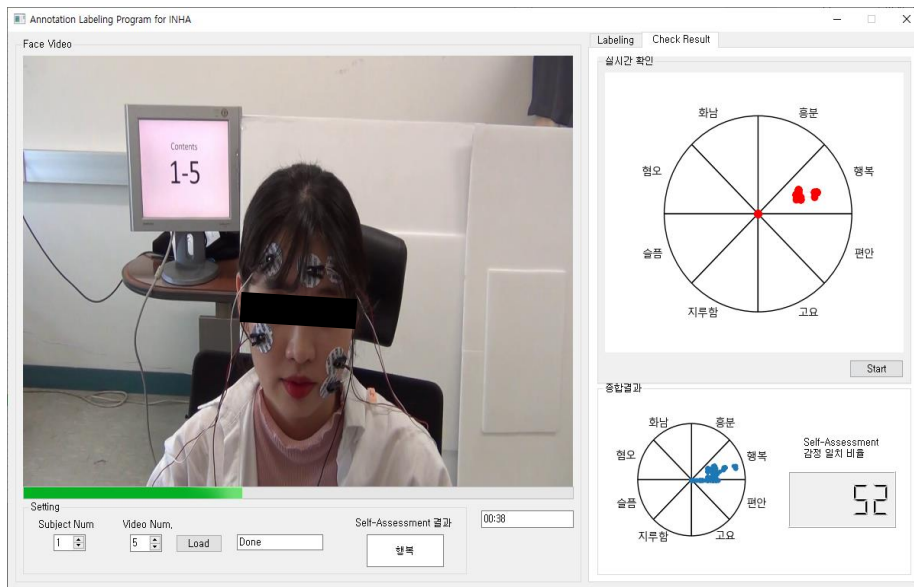 Annotation Labeling Program for INHA
Face Video
Contents
1-5
Setting
Subject Num
1
Video Num,
5
Load
Done
Self-Assessment 결과
행복
00:38
Labeling
Check Result
실시간 확인
화남
흥분
혐오
행복
슬픔
편안
지루함
고요
Start
종합결과
화남
흥분
혐오
행복
슬픔
편안
지루함
고요
Self-Assessment
감정 일치 비율
52